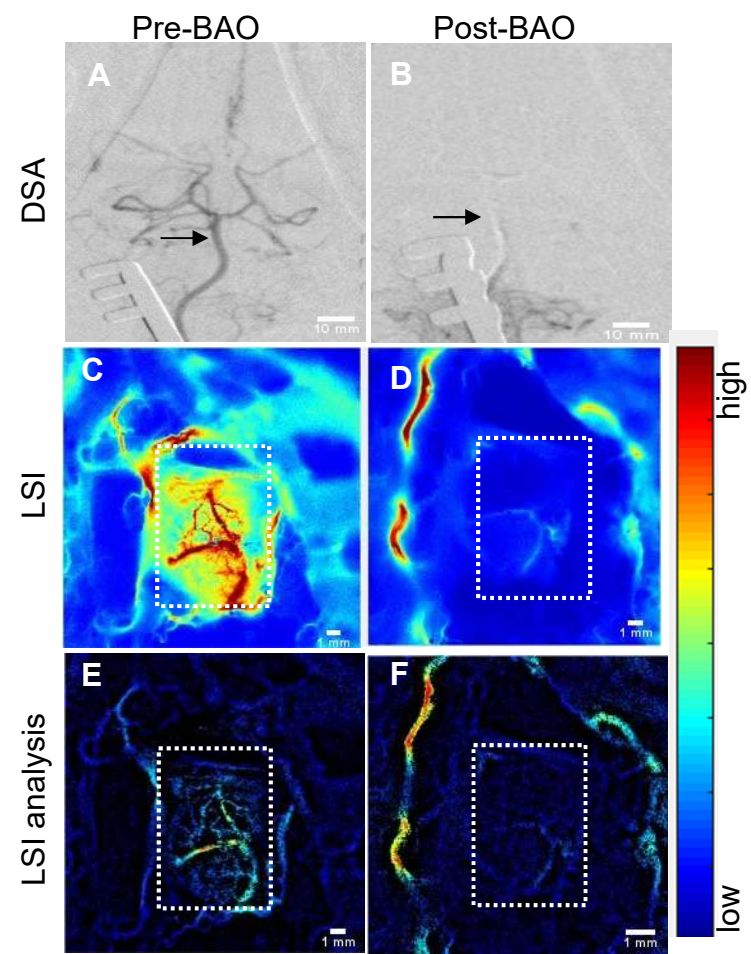 Pre-BAO
Post-BAO
DSA
A
10 mm
B
10 mm
LSI
C
1 mm
D
1 mm
high
LSI analysis
E
1 mm
F
1 mm
low